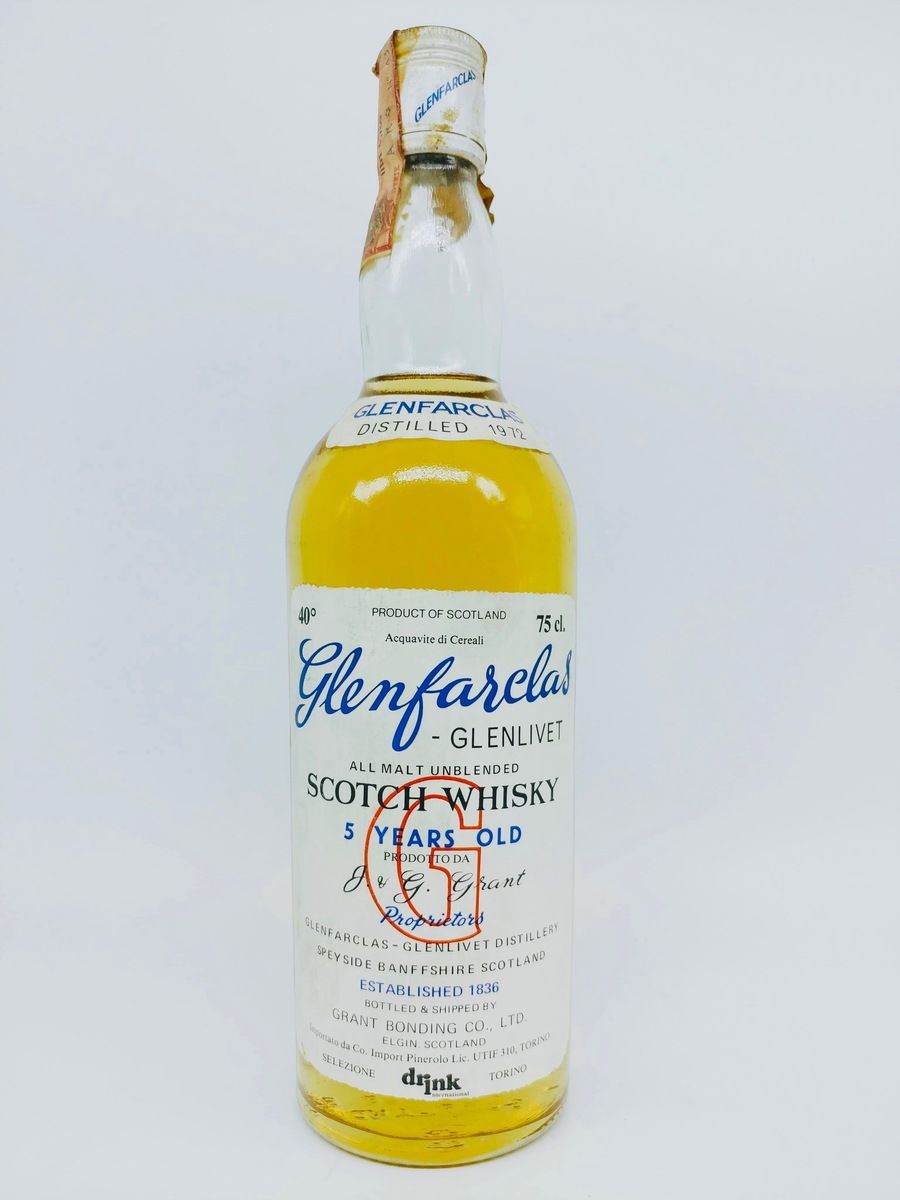 GLENFARCLAS
GLENFARCLAS
DISTILLED 1972
40° PRODUCT OF SCOTLAND 75 cl.
Acquavite di Cereali
Glenfarclas
- GLENLIVET
ALL MALT UNBLENDED
SCOTCH WHISKY
G
5 YEARS OLD
PRODOTTO DA
J. & G. Grant
Proprietors
GLENFARCLAS-GLENLIVET DISTILLERY
SPEYSIDE BANFFSHIRE SCOTLAND
ESTABLISHED 1836
BOTTLED & SHIPPED BY
GRANT BONDING CO., LTD.
ELGIN. SCOTLAND
Importato da Co. Import Pinerolo Lic. UTIF 310, TORINO
SELEZIONE drink TORINO
international